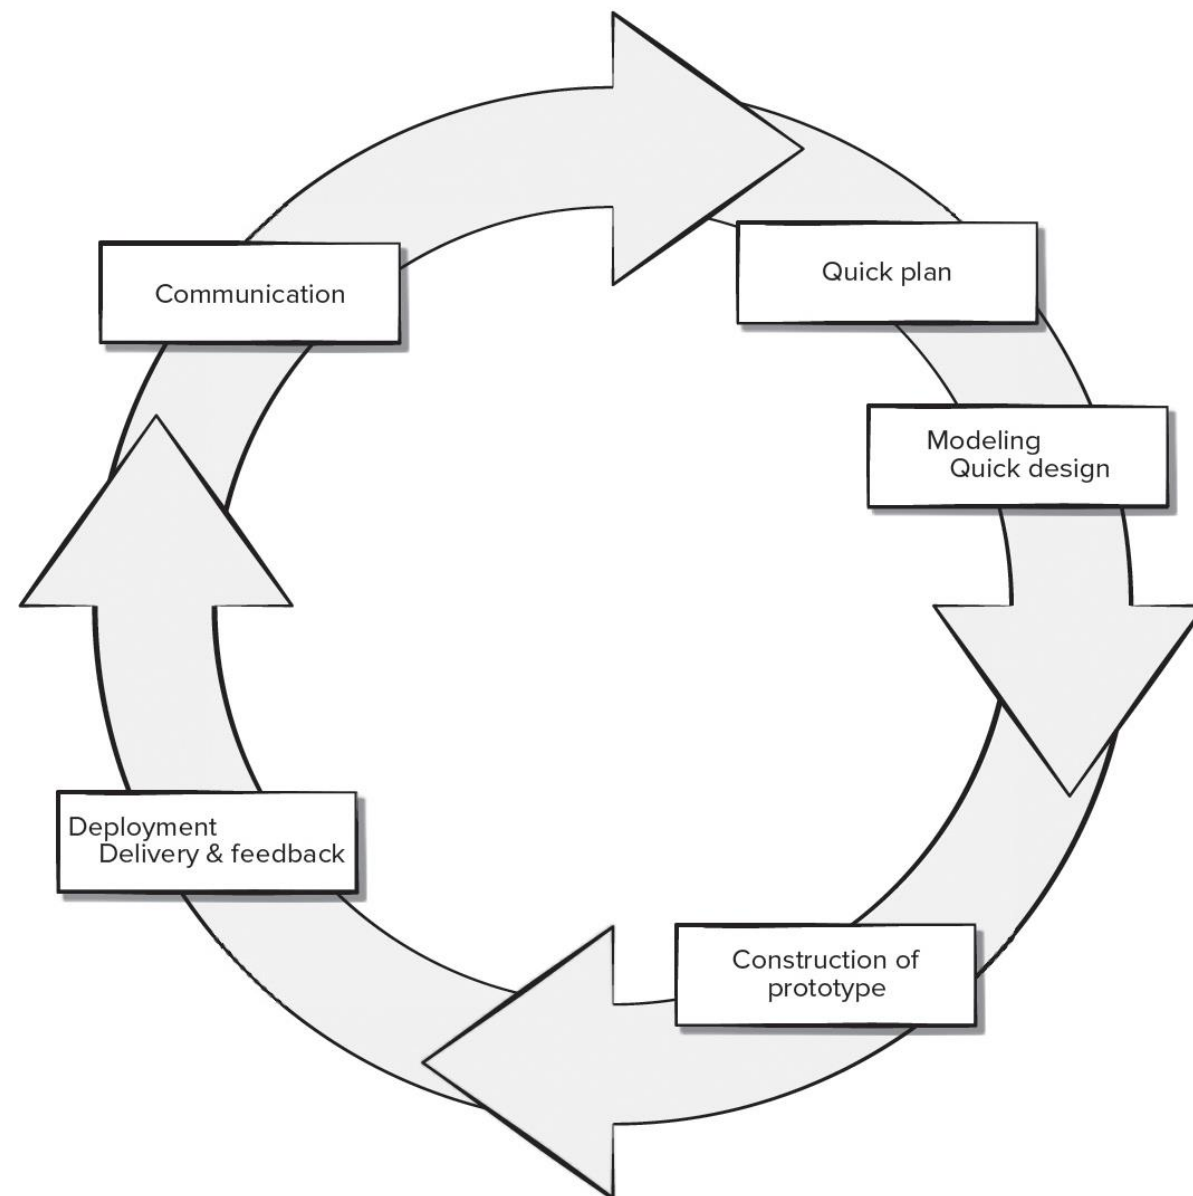 Communication
Quick plan
Modeling
Quick design
Construction of
prototype
Deployment
Delivery & feedback